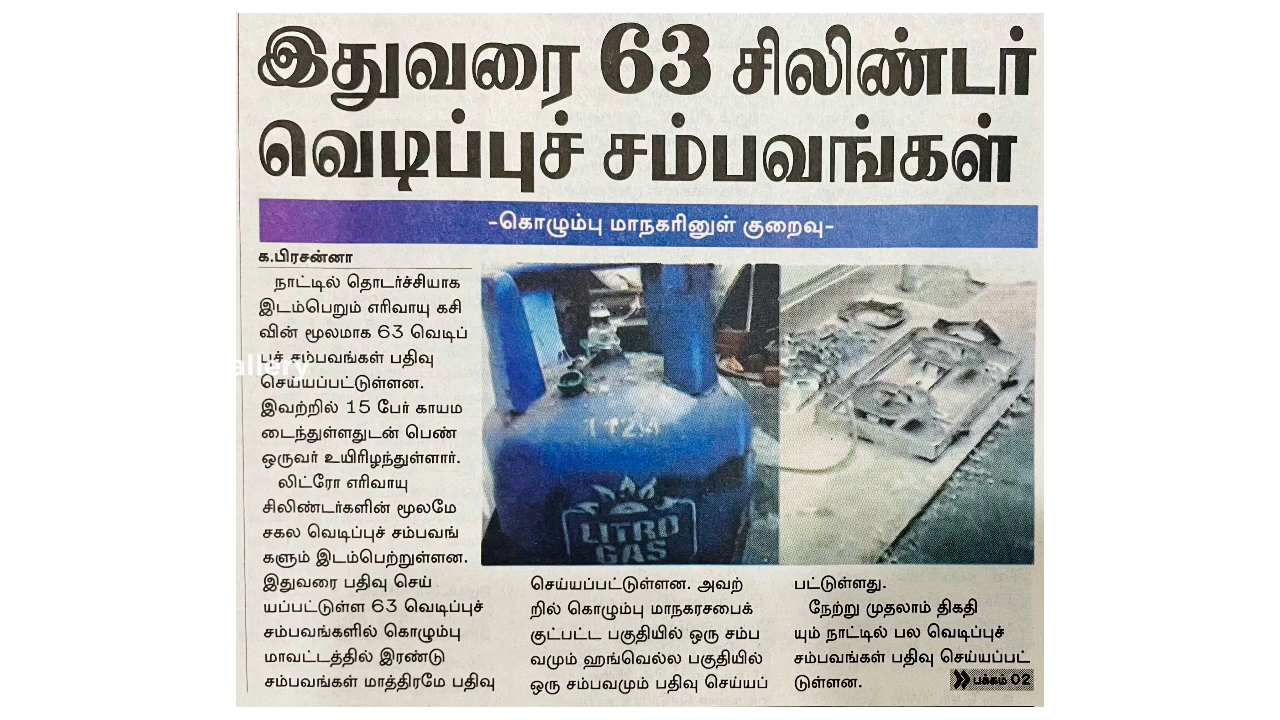 இதுவரை 63 சிலிண்டர்
வெடிப்புச் சம்பவங்கள்
-கொழும்பு மாநகரினுள் குறைவு-
க.பிரசன்னா
நாட்டில் தொடர்ச்சியாக
இடம்பெறும் எரிவாயு கசி
வின் மூலமாக 63 வெடிப்
புச் சம்பவங்கள் பதிவு
செய்யப்பட்டுள்ளன.
இவற்றில் 15 பேர் காயம
டைந்துள்ளதுடன் பெண்
ஒருவர் உயிரிழந்துள்ளார்.
லிட்ரோ எரிவாயு
சிலிண்டர்களின் மூலமே
சகல வெடிப்புச் சம்பவங்
களும் இடம்பெற்றுள்ளன.
இதுவரை பதிவு செய்
யப்பட்டுள்ள 63 வெடிப்புச்
சம்பவங்களில் கொழும்பு
மாவட்டத்தில் இரண்டு
சம்பவங்கள் மாத்திரமே பதிவு
செய்யப்பட்டுள்ளன. அவற்
றில் கொழும்பு மாநகரசபைக்
குட்பட்ட பகுதியில் ஒரு சம்ப
வமும் ஹங்வெல்ல பகுதியில்
ஒரு சம்பவமும் பதிவு செய்யப்
பட்டுள்ளது.
நேற்று முதலாம் திகதி
யும் நாட்டில் பல வெடிப்புச்
சம்பவங்கள் பதிவு செய்யப்பட்
டுள்ளன.
பக்கம் 02
1124
LITRO
GAS
allery